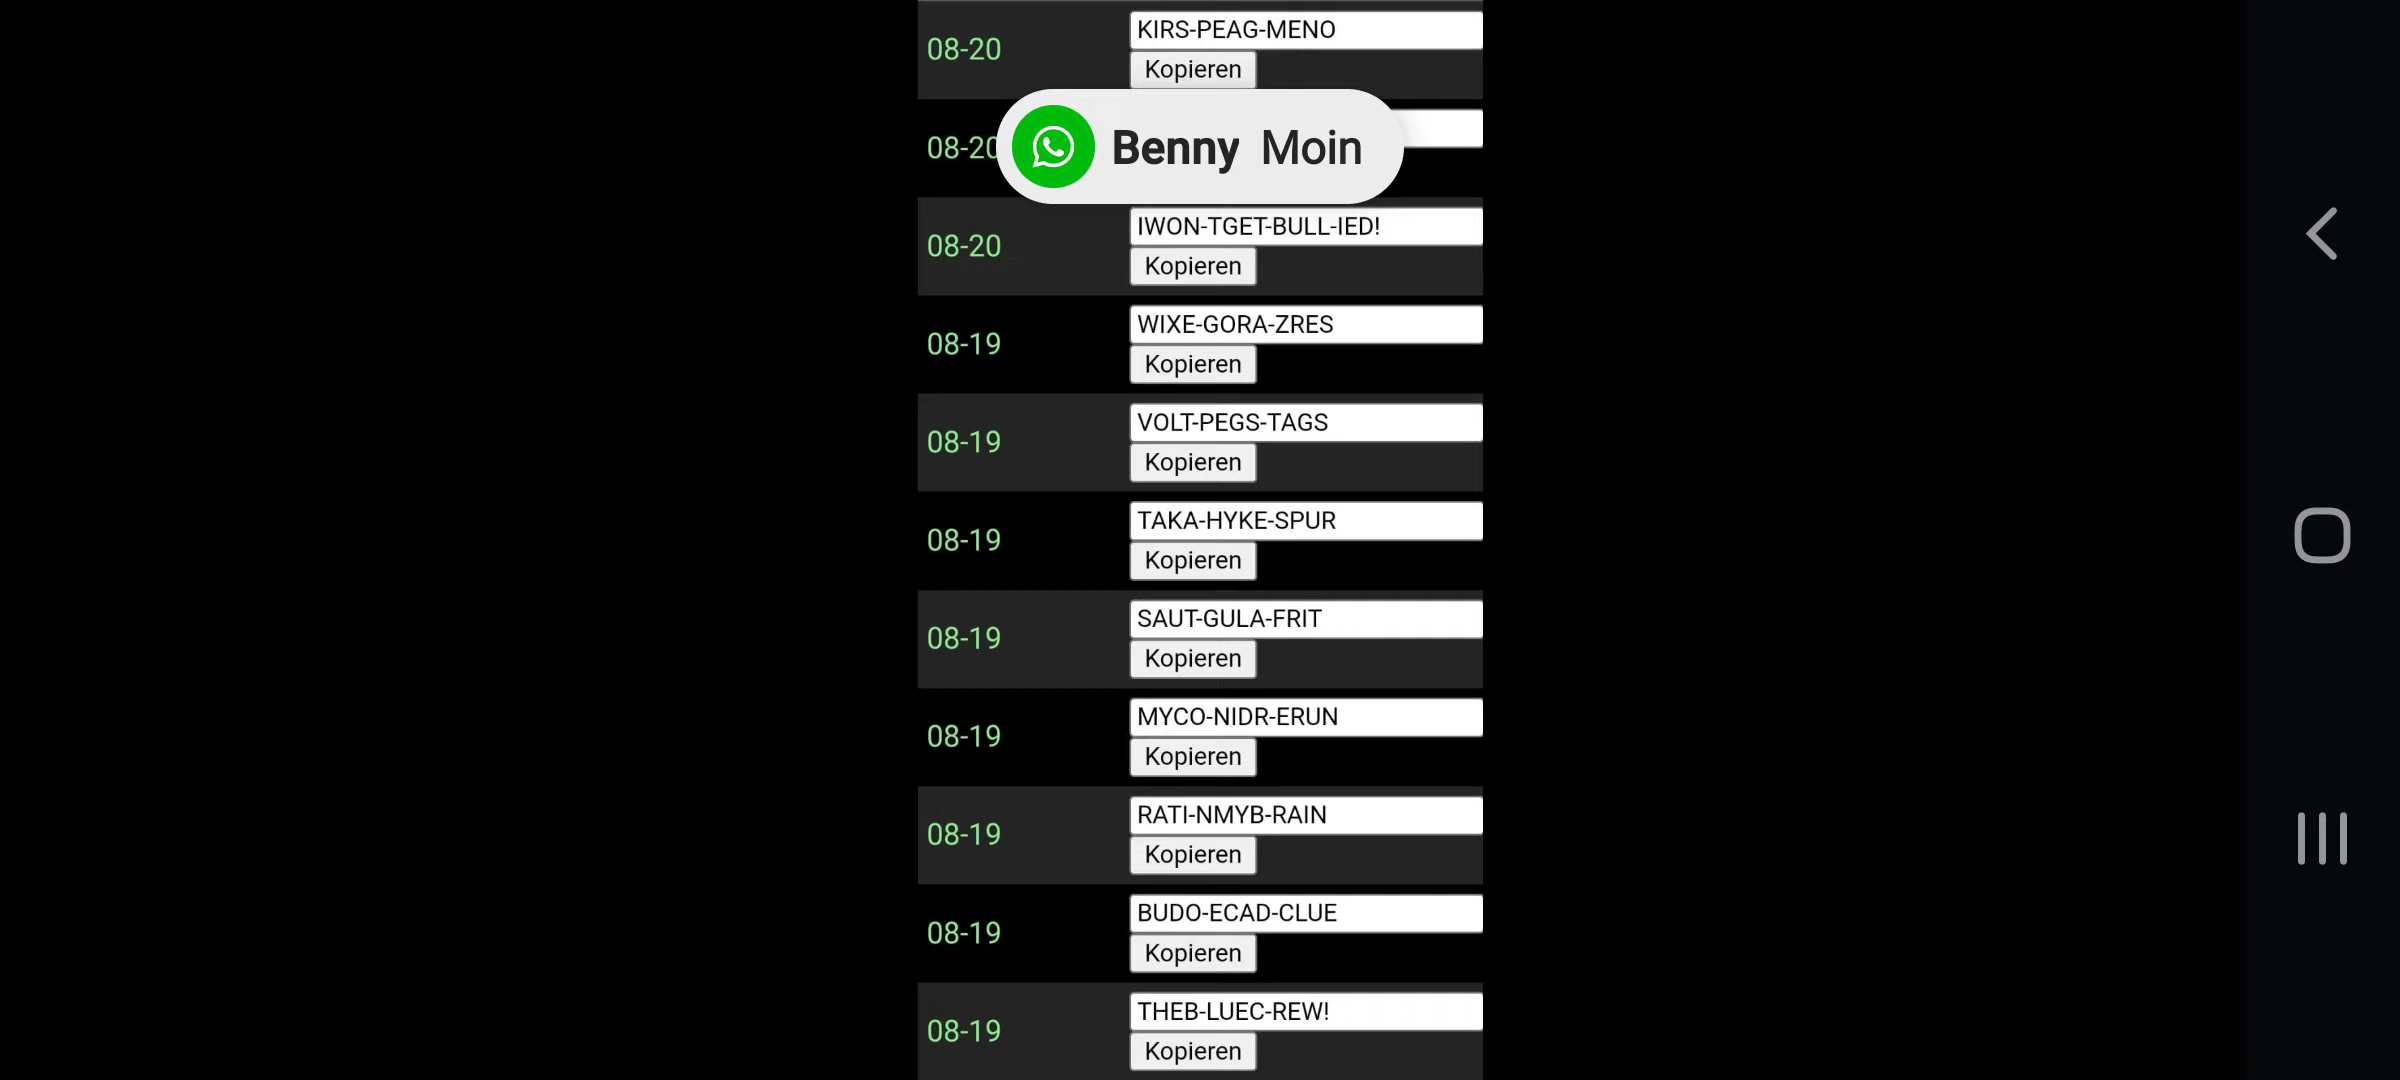 08-20
KIRS-PEAG-MENO
Kopieren
08-20
Benny Moin
08-20
IWON-TGET-BULL-IED!
Kopieren
08-19
WIXE-GORA-ZRES
Kopieren
08-19
VOLT-PEGS-TAGS
Kopieren
08-19
TAKA-HYKE-SPUR
Kopieren
08-19
SAUT-GULA-FRIT
Kopieren
08-19
MYCO-NIDR-ERUN
Kopieren
08-19
RATI-NMYB-RAIN
Kopieren
08-19
BUDO-ECAD-CLUE
Kopieren
08-19
THEB-LUEC-REW!
Kopieren